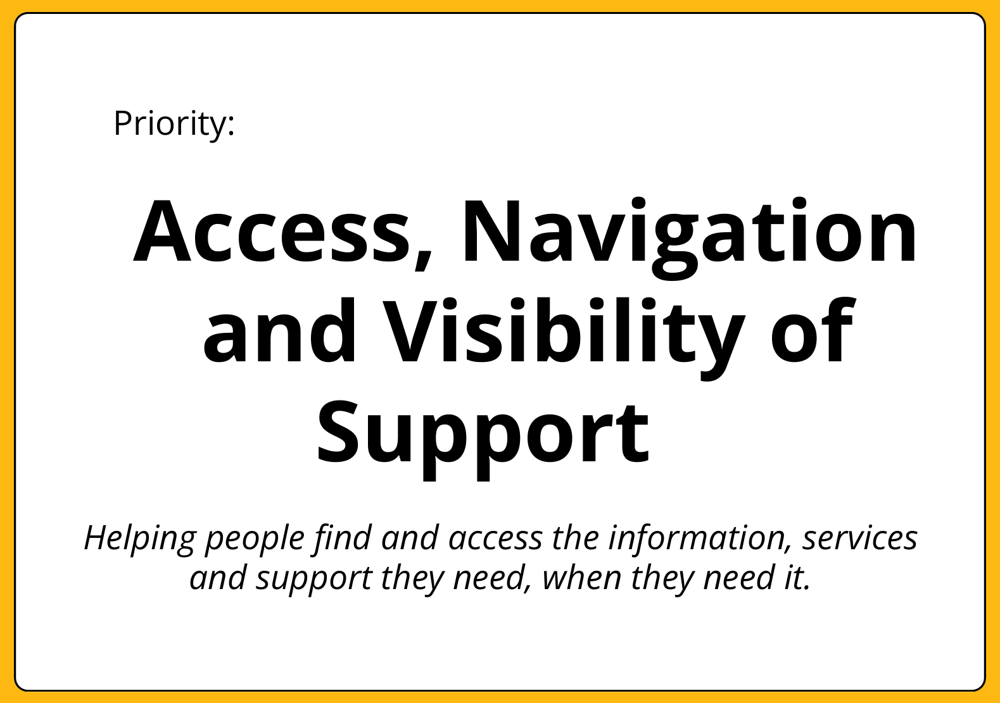 Priority:
Access, Navigation
and Visibility of
Support
Helping people find and access the information, services
and support they need, when they need it.